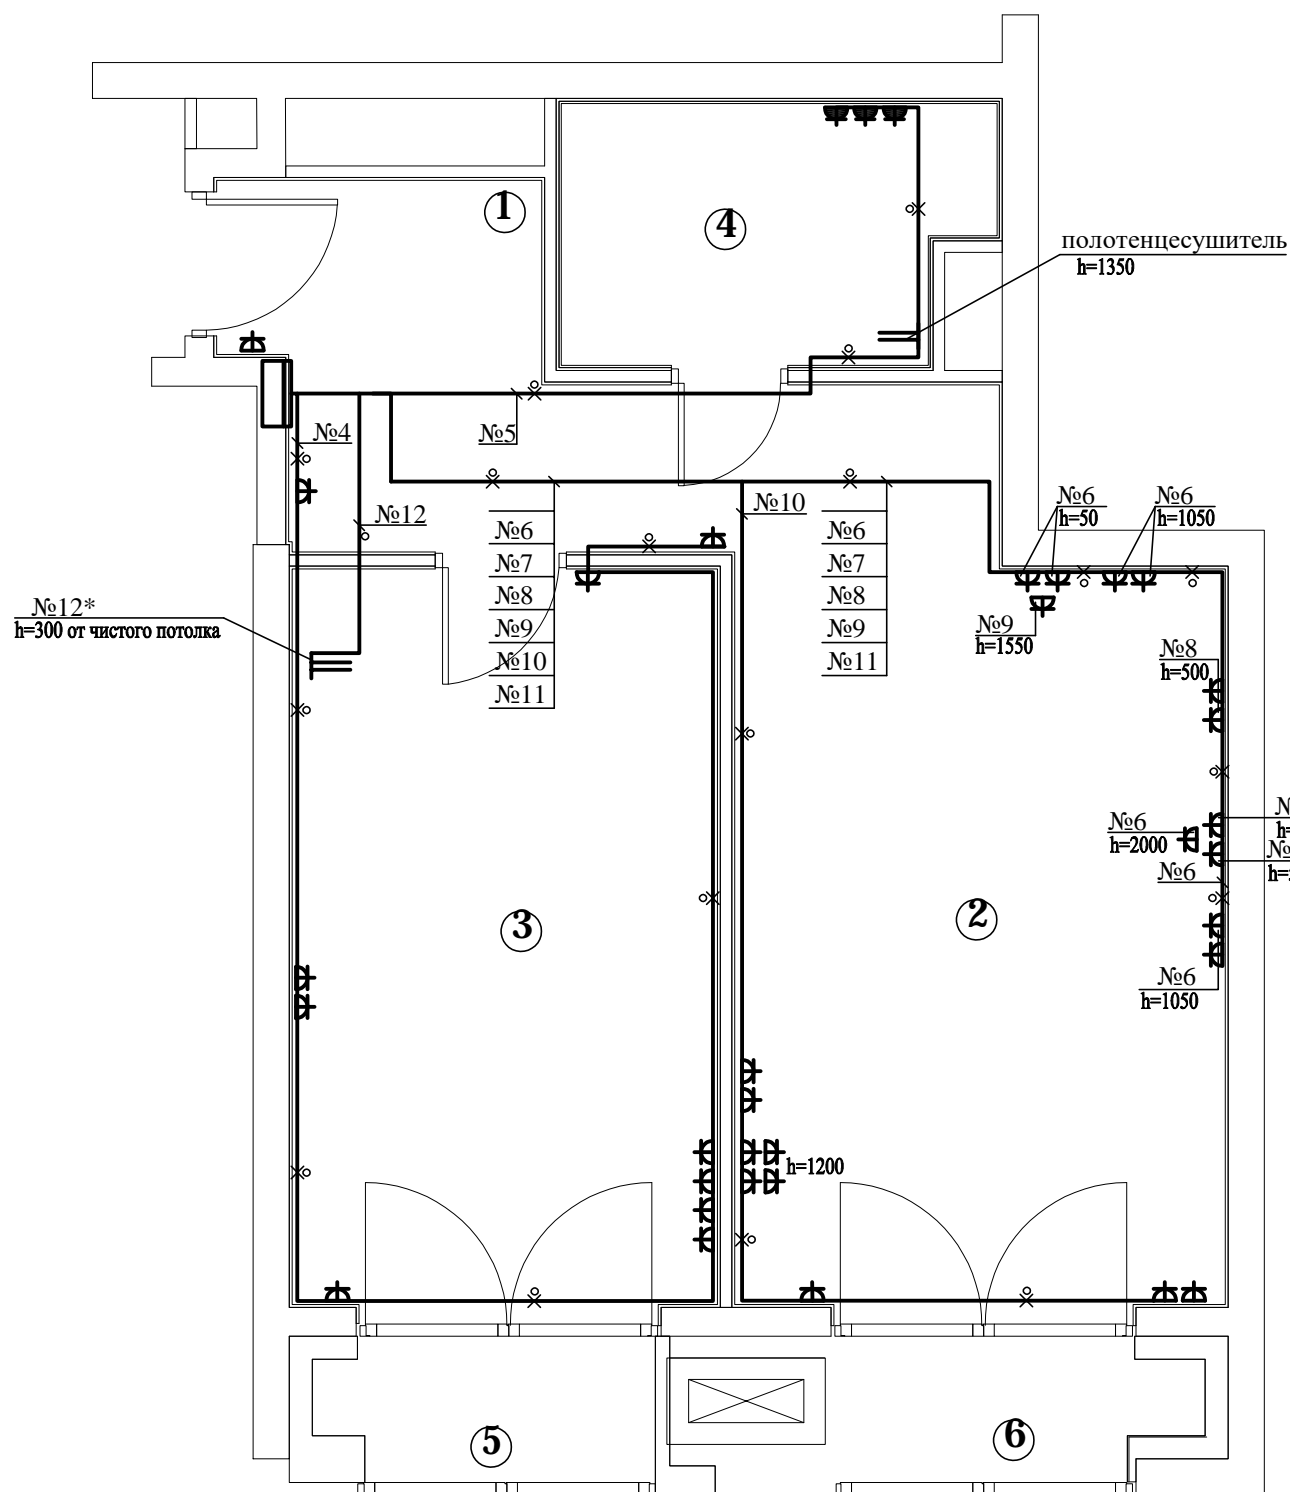 1
4
полотенцесушитель
h=1350
№4
№5
№12
№10
№6
№7
№8
№9
№10
№11
№6
№7
№8
№9
№11
№6
h=50
№6
h=1050
№12*
h=300 от чистого потолка
№9
h=1550
№8
h=500
№6
h=2000
№6
3
2
№6
h=1050
h=1200
5
6